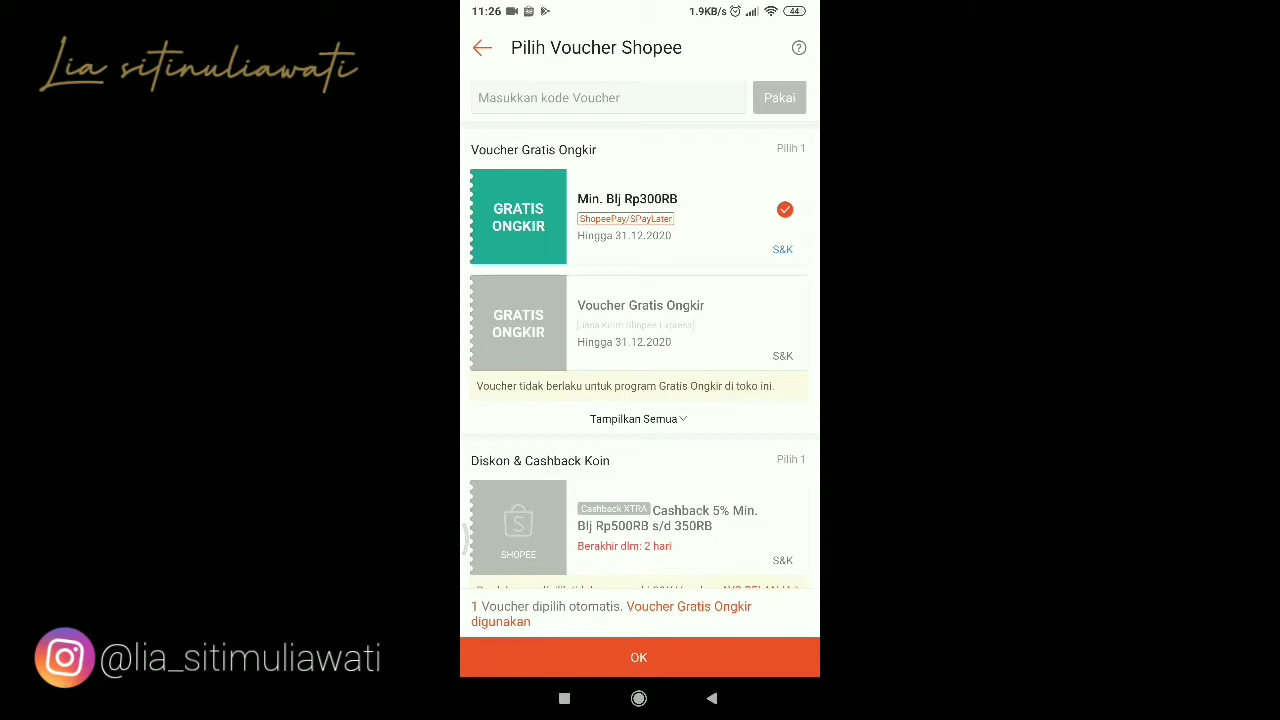 Lia sitinuliawati
11:26
1.9KB/s
44
Pilih Voucher Shopee
Masukkan kode Voucher
Pakai
Voucher Gratis Ongkir
Pilih 1
GRATIS
ONGKIR
Min. Blj Rp300RB
ShopeePay/SPayLater
Hingga 31.12.2020
S&K
GRATIS
ONGKIR
Voucher Gratis Ongkir
Jasa Kirim Shopee Express
Hingga 31.12.2020
S&K
Voucher tidak berlaku untuk program Gratis Ongkir di toko ini.
Tampilkan Semua
Diskon & Cashback Koin
Pilih 1
SHOPEE
Cashback XTRA Cashback 5% Min.
Blj Rp500RB s/d 350RB
Berakhir dlm: 2 hari
S&K
1 Voucher dipilih otomatis. Voucher Gratis Ongkir
digunakan
OK
@lia_sitimuliawati